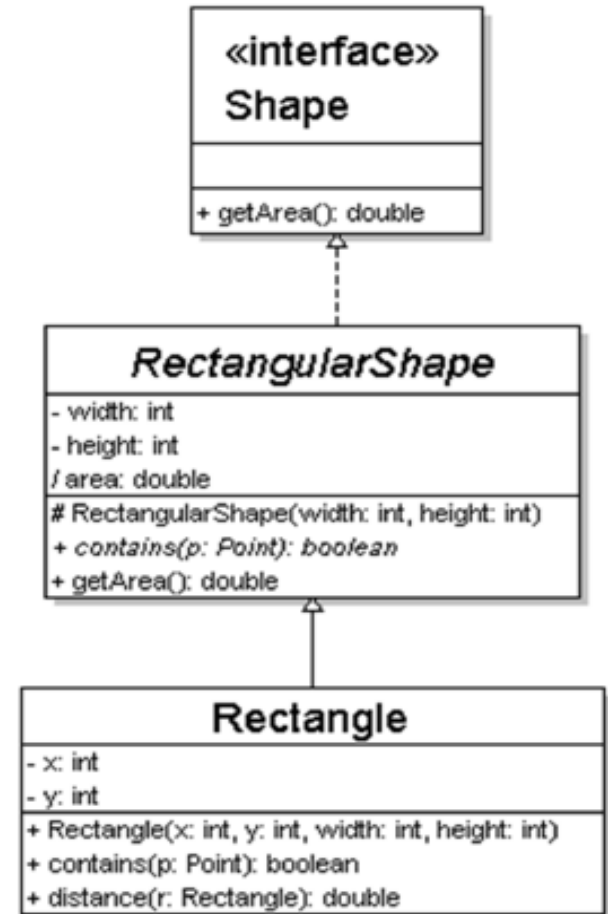 «interface»
Shape
+ getArea(): double
RectangularShape
- width: int
- height: int
/ area: double
# RectangularShape(width: int, height: int)
+ contains(p: Point): boolean
+ getArea(): double
Rectangle
- x: int
- y: int
+ Rectangle(x: int, y: int, width: int, height: int)
+ contains(p: Point): boolean
+ distance(r: Rectangle): double